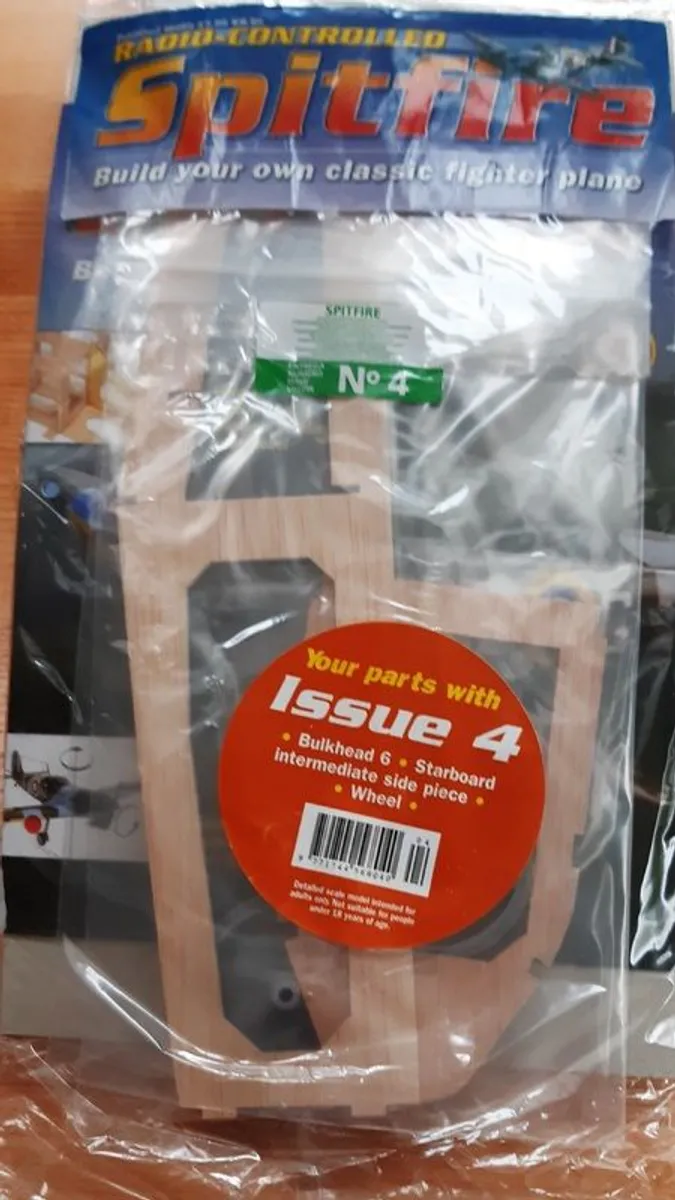 RADIO-CONTROLLED
Spitfire
Build your own classic fighter plane
SPITFIRE
Nº 4
Your parts with
Issue 4
• Bulkhead 6 • Starboard
intermediate side piece •
• Wheel •
04
Detailed scale model intended for
adults only. Not suitable for people
under 18 years of age.